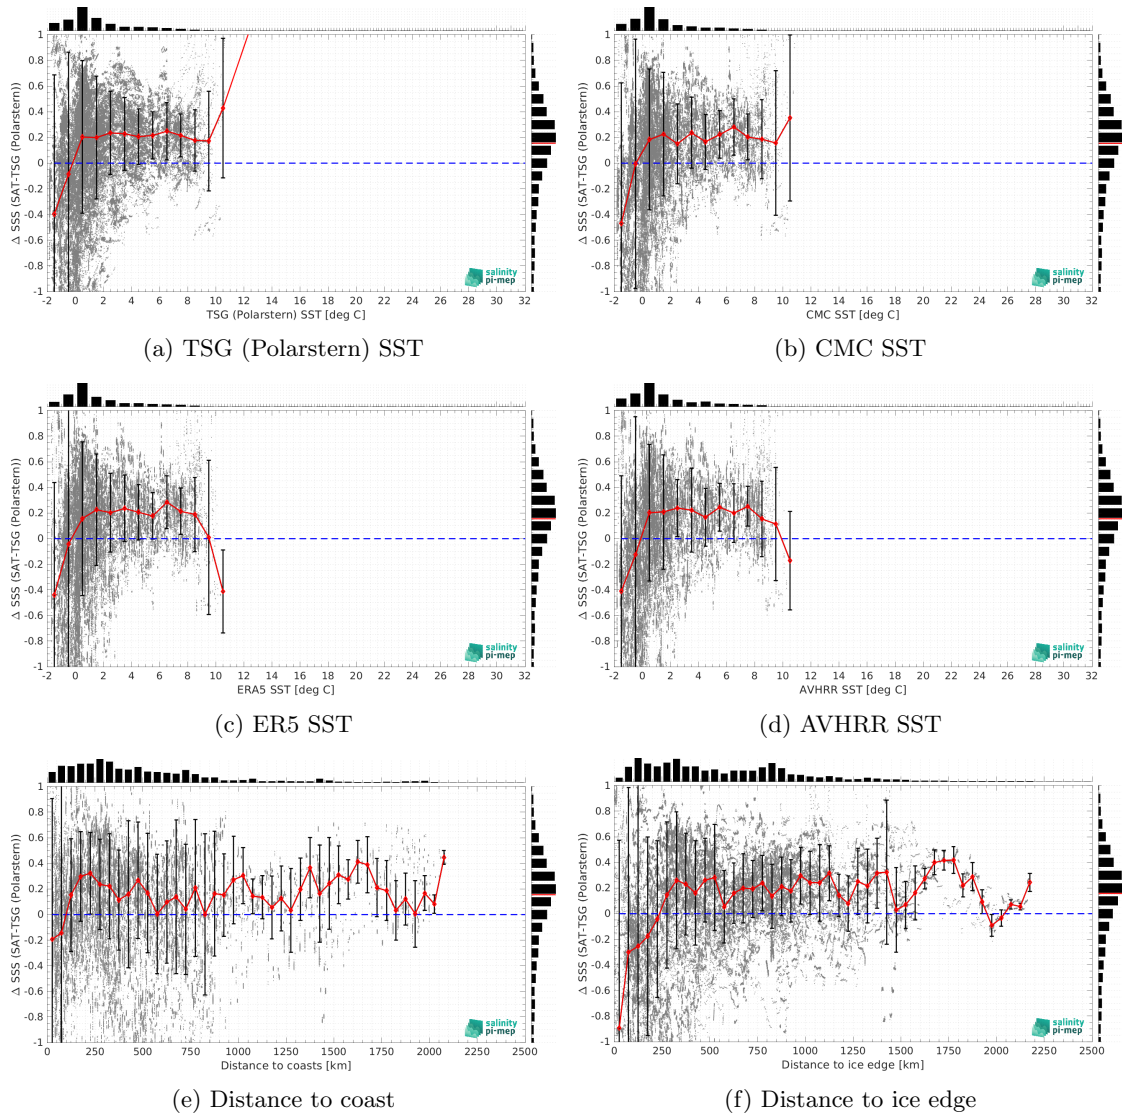 1
0.8
0.6
0.4
0.2
0
-0.2
-0.4
-0.6
-0.8
-1
Δ SSS (SAT-TSG (Polarstern))
salinity
pi-mep
-2 0 2 4 6 8 10 12 14 16 18 20 22 24 26 28 30 32
TSG (Polarstern) SST [deg C]
(a) TSG (Polarstern) SST
1
0.8
0.6
0.4
0.2
0
-0.2
-0.4
-0.6
-0.8
-1
Δ SSS (SAT-TSG (Polarstern))
salinity
pi-mep
-2 0 2 4 6 8 10 12 14 16 18 20 22 24 26 28 30 32
CMC SST [deg C]
(b) CMC SST
1
0.8
0.6
0.4
0.2
0
-0.2
-0.4
-0.6
-0.8
-1
Δ SSS (SAT-TSG (Polarstern))
salinity
pi-mep
-2 0 2 4 6 8 10 12 14 16 18 20 22 24 26 28 30 32
ERA5 SST [deg C]
(c) ER5 SST
1
0.8
0.6
0.4
0.2
0
-0.2
-0.4
-0.6
-0.8
-1
Δ SSS (SAT-TSG (Polarstern))
salinity
pi-mep
-2 0 2 4 6 8 10 12 14 16 18 20 22 24 26 28 30 32
AVHRR SST [deg C]
(d) AVHRR SST
1
0.8
0.6
0.4
0.2
0
-0.2
-0.4
-0.6
-0.8
-1
Δ SSS (SAT-TSG (Polarstern))
salinity
pi-mep
0 250 500 750 1000 1250 1500 1750 2000 2250 2500
Distance to coasts [km]
(e) Distance to coast
1
0.8
0.6
0.4
0.2
0
-0.2
-0.4
-0.6
-0.8
-1
Δ SSS (SAT-TSG (Polarstern))
salinity
pi-mep
0 250 500 750 1000 1250 1500 1750 2000 2250 2500
Distance to ice edge [km]
(f) Distance to ice edge